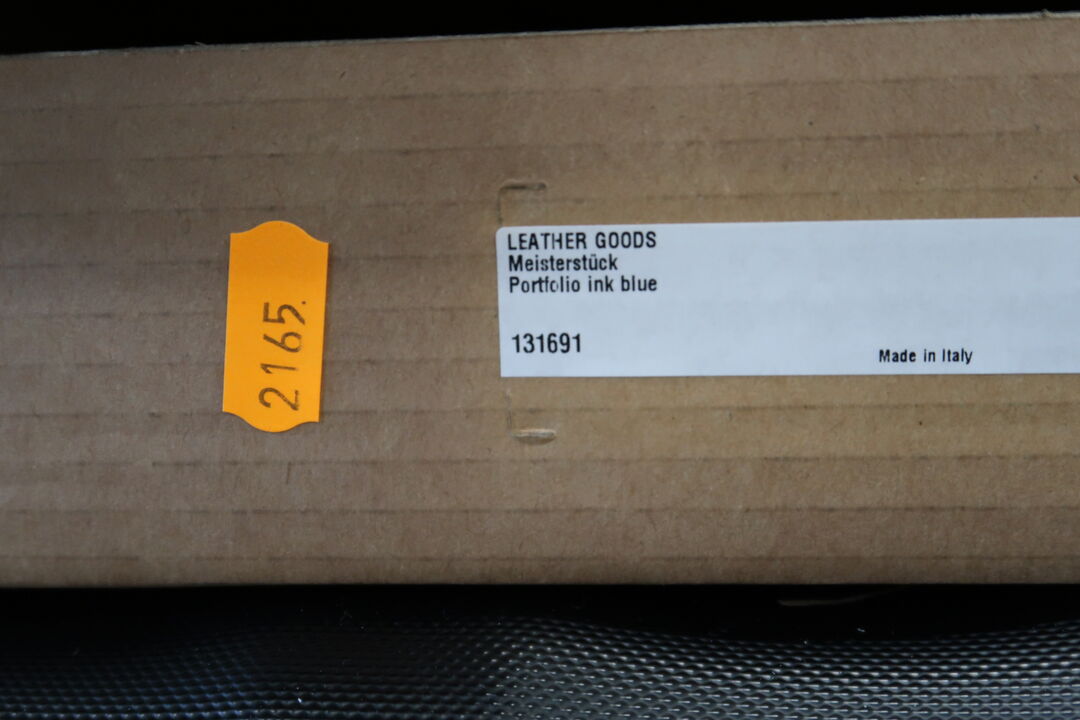 2165.
LEATHER GOODS
Meisterstück
Portfolio ink blue
131691
Made in Italy